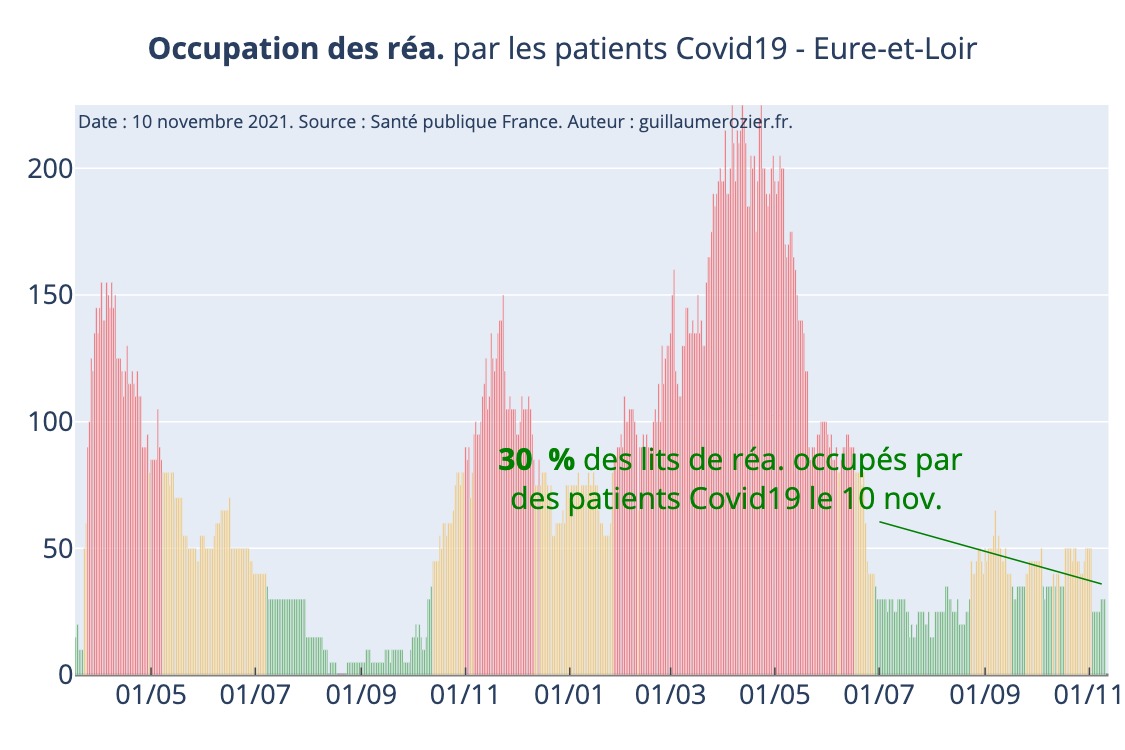 Occupation des réa. par les patients Covid19 - Eure-et-Loir
Date : 10 novembre 2021. Source : Santé publique France. Auteur : guillaumerozier.fr.
200
150
100
50
0
30 % des lits de réa. occupés par
des patients Covid19 le 10 nov.
01/05 01/07 01/09 01/11 01/01 01/03 01/05 01/07 01/09 01/11